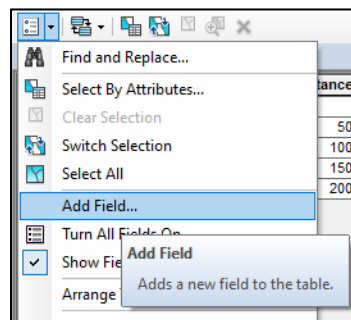 Find and Replace...
tance
Select By Attributes...
Clear Selection
50
Switch Selection
100
150
Select All
200
Add Field...
Turn All Fields On
Add Field
Show Fie
Adds a new field to the table.
Arrange